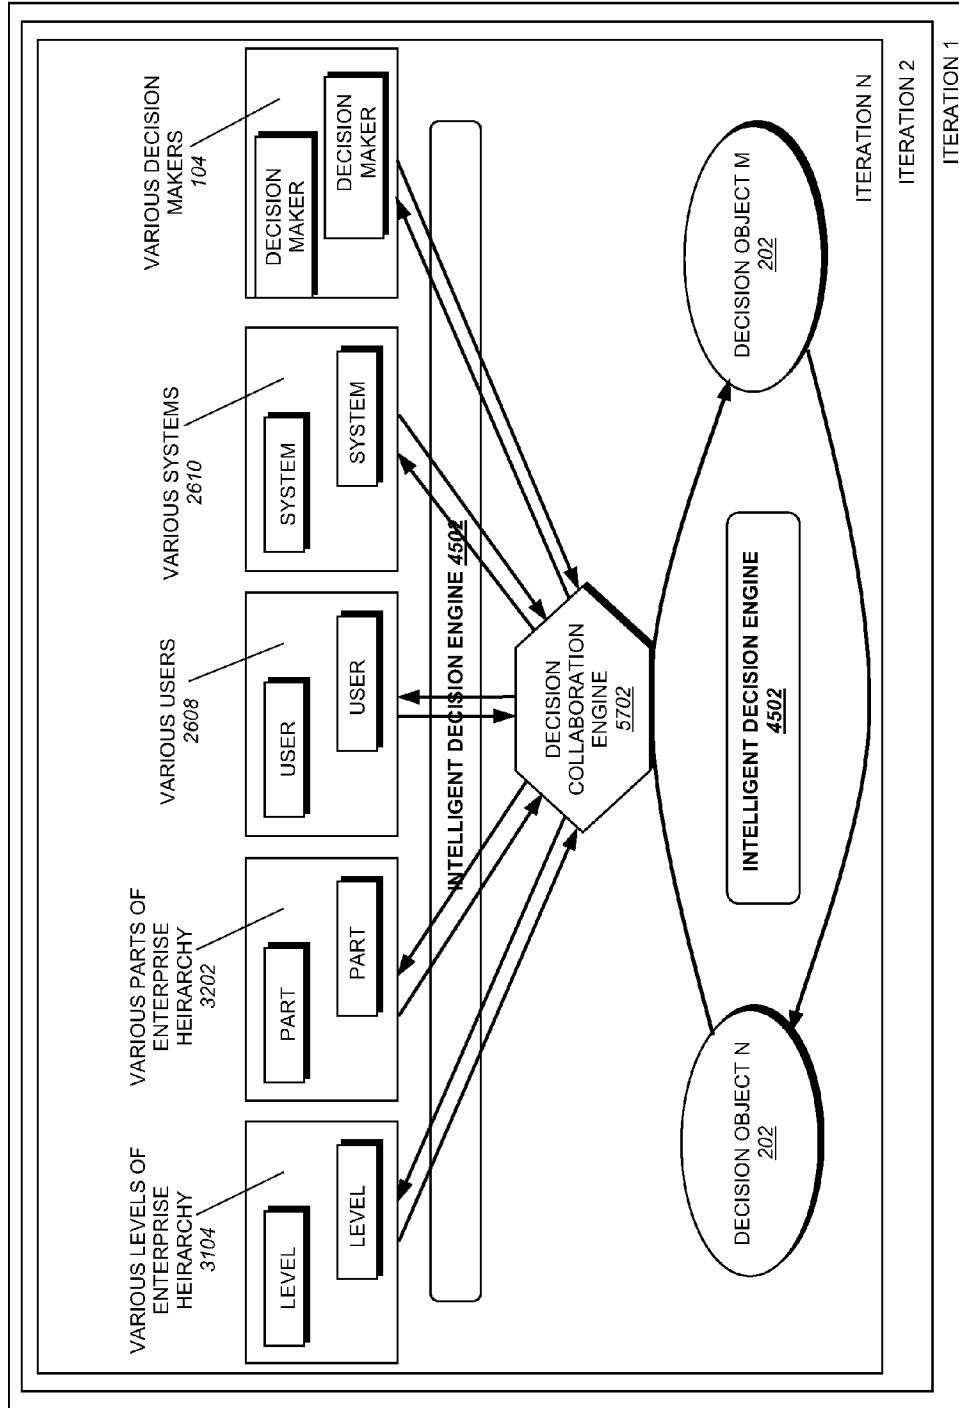 VARIOUS LEVELS OF
ENTERPRISE
HEIRARCHY
3104
VARIOUS PARTS OF
ENTERPRISE
HEIRARCHY
3202
VARIOUS USERS
2608
VARIOUS SYSTEMS
2610
VARIOUS DECISION
MAKERS
104
LEVEL
LEVEL
PART
PART
USER
USER
SYSTEM
SYSTEM
DECISION
MAKER
DECISION
MAKER
INTELLIGENT DECISION ENGINE 4502
DECISION
COLLABORATION
ENGINE
5702
DECISION OBJECT N
202
INTELLIGENT DECISION ENGINE
4502
DECISION OBJECT M
202
ITERATION N
ITERATION 2
ITERATION 1